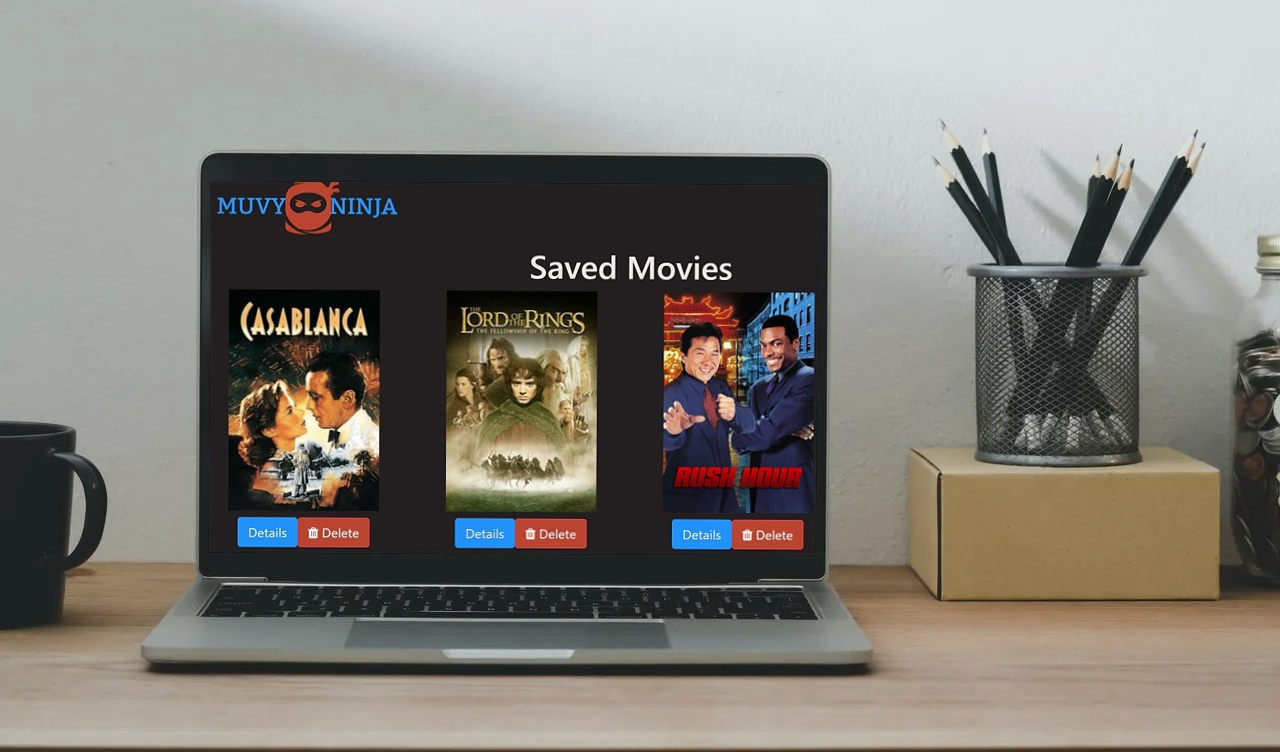 MUVY NINJA
Saved Movies
CASABLANCA
THE
LORD OF THE RINGS
THE FELLOWSHIP OF THE RING
RUSH HOUR
Details Delete
Details Delete
Details Delete